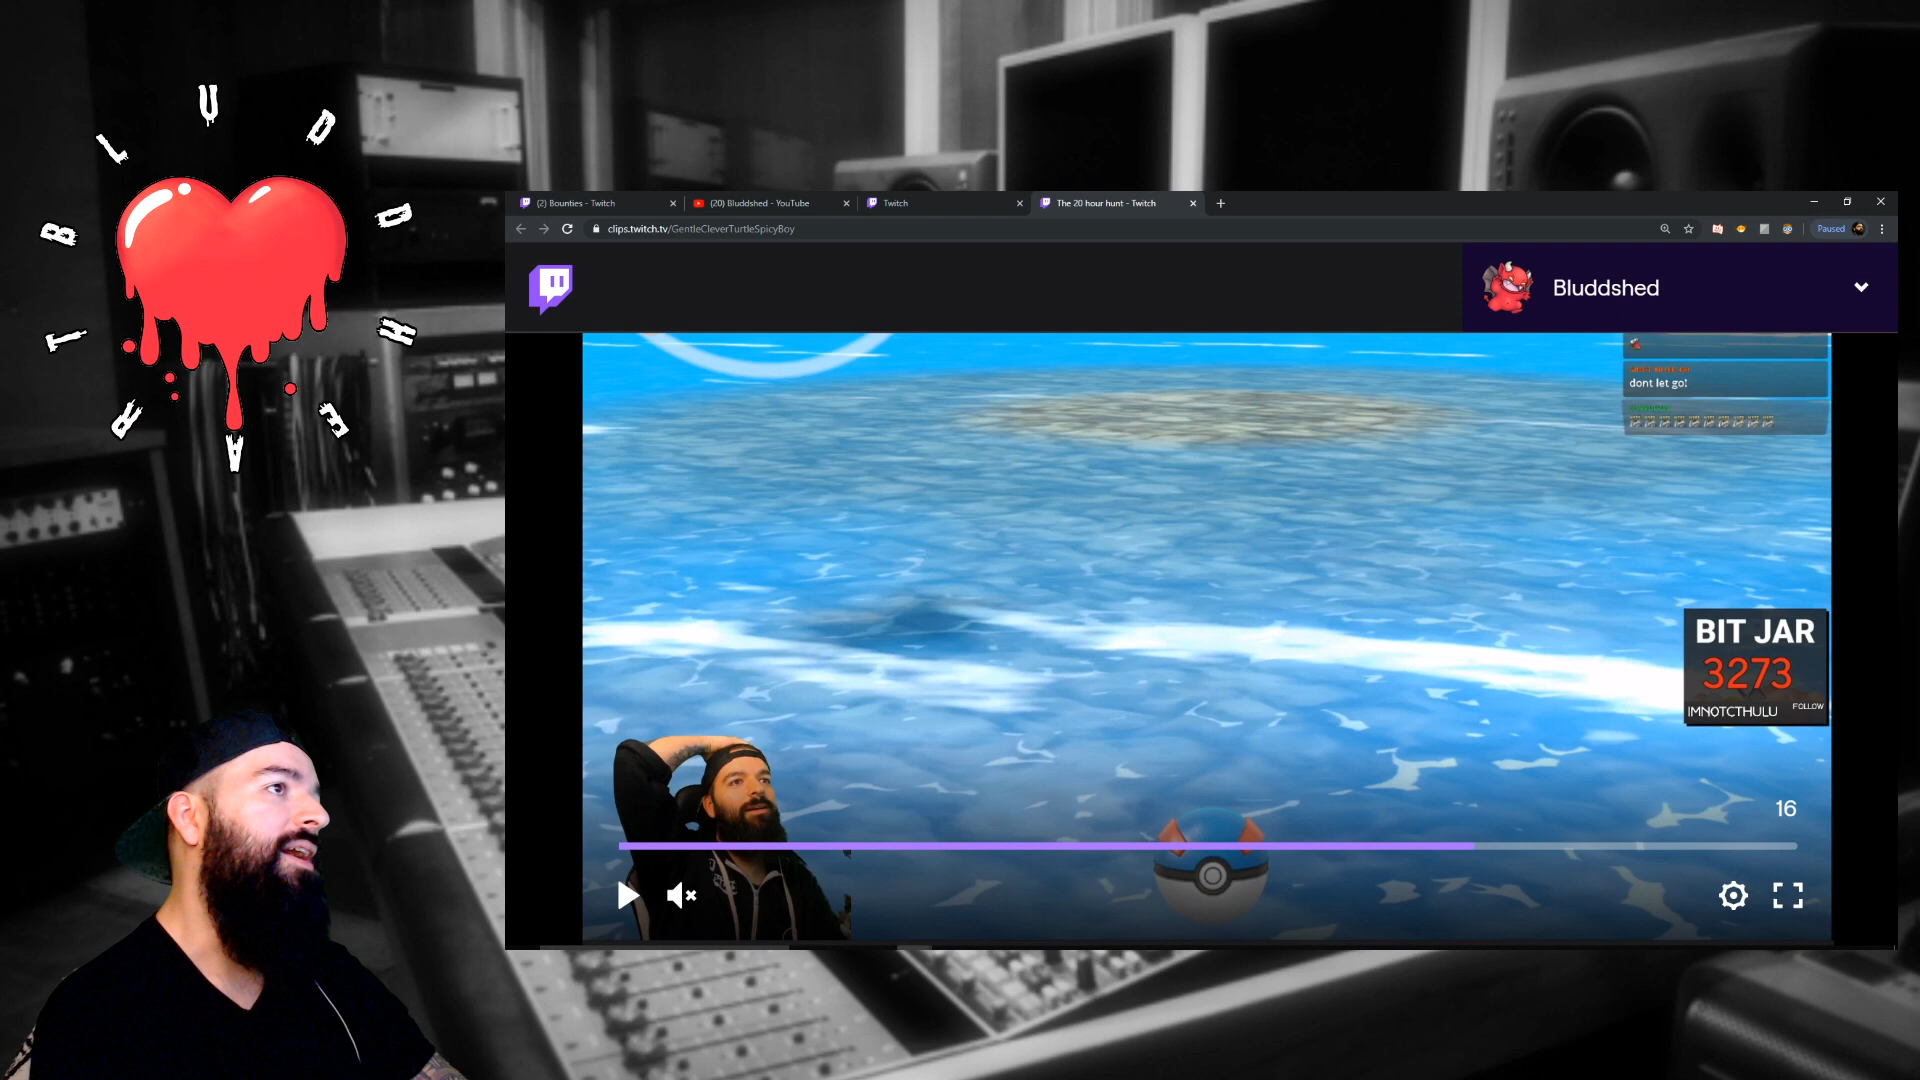 BLUDDHEART
(2) Bounties - Twitch
(20) Bluddshed - YouTube
Twitch
The 20 hour hunt - Twitch
clips.twitch.tv/GentleCleverTurtleSpicyBoy
Paused
Bluddshed
dont let go!
BIT JAR
3273
IMNOTCTHULU
FOLLOW
16